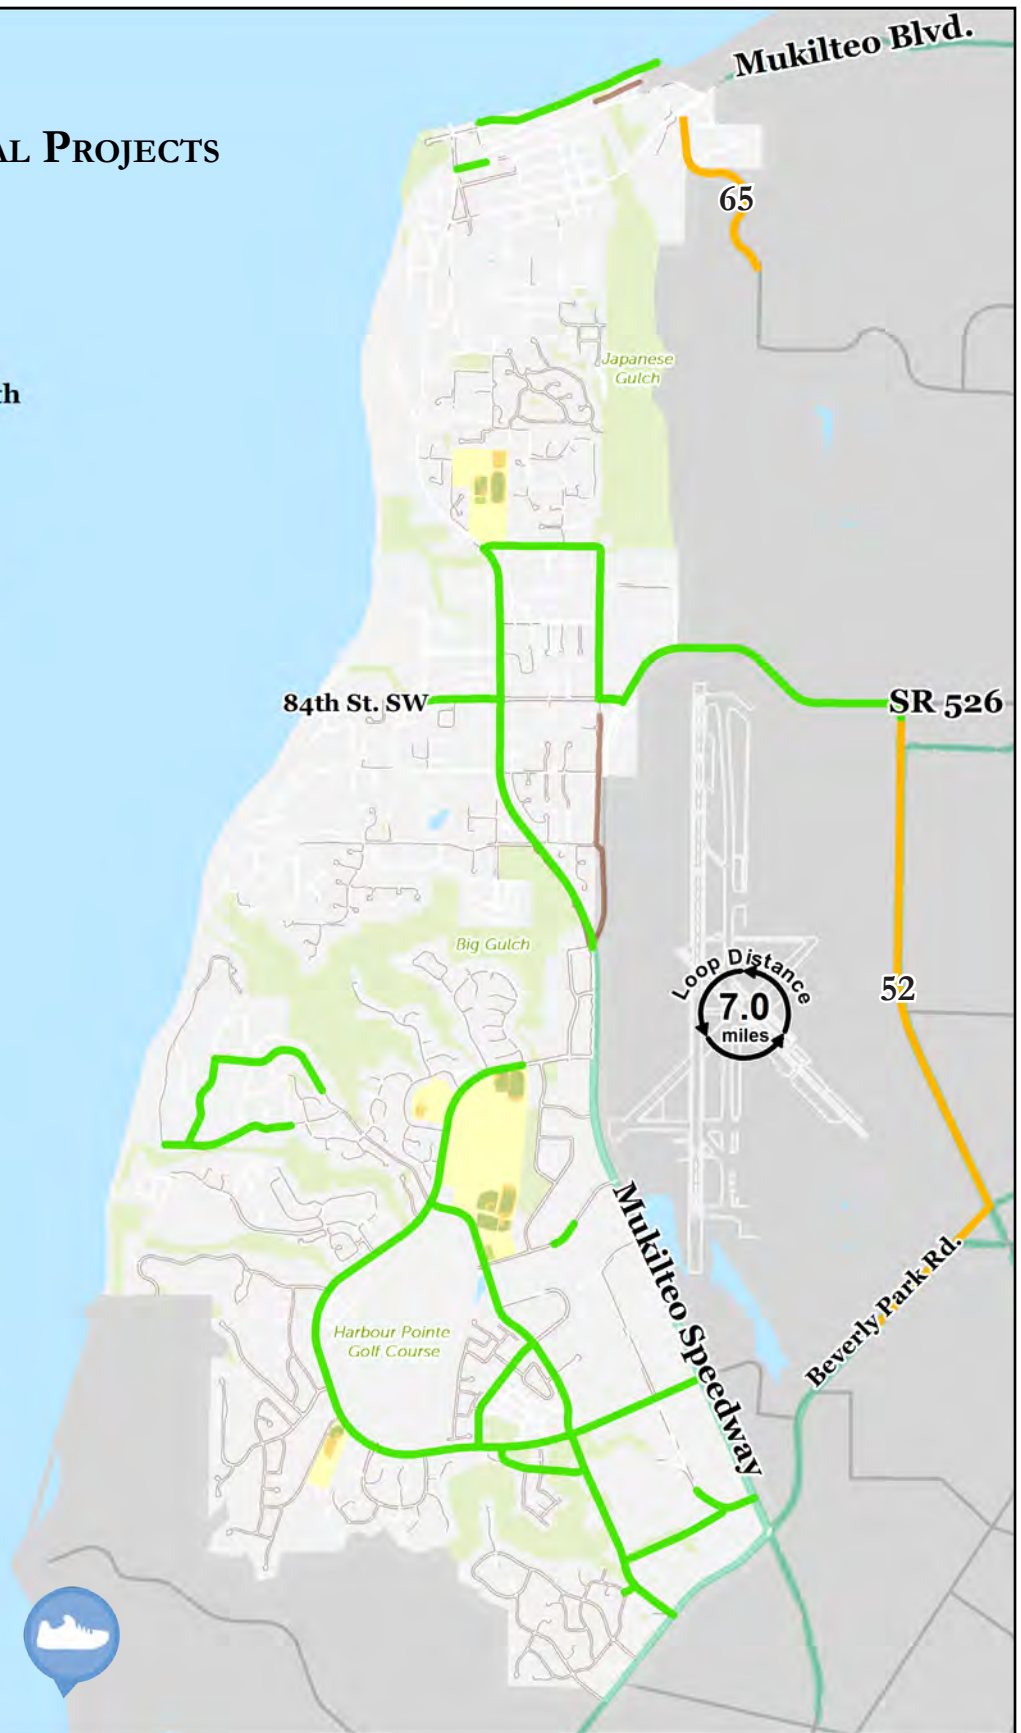 Mukilteo Blvd.
AL PROJECTS
65
Japanese
Gulch
th
84th St. SW
SR 526
Big Gulch
Loop Distance
7.0
miles
52
Mukilteo Speedway
Beverly Park Rd.
Harbour Pointe
Golf Course